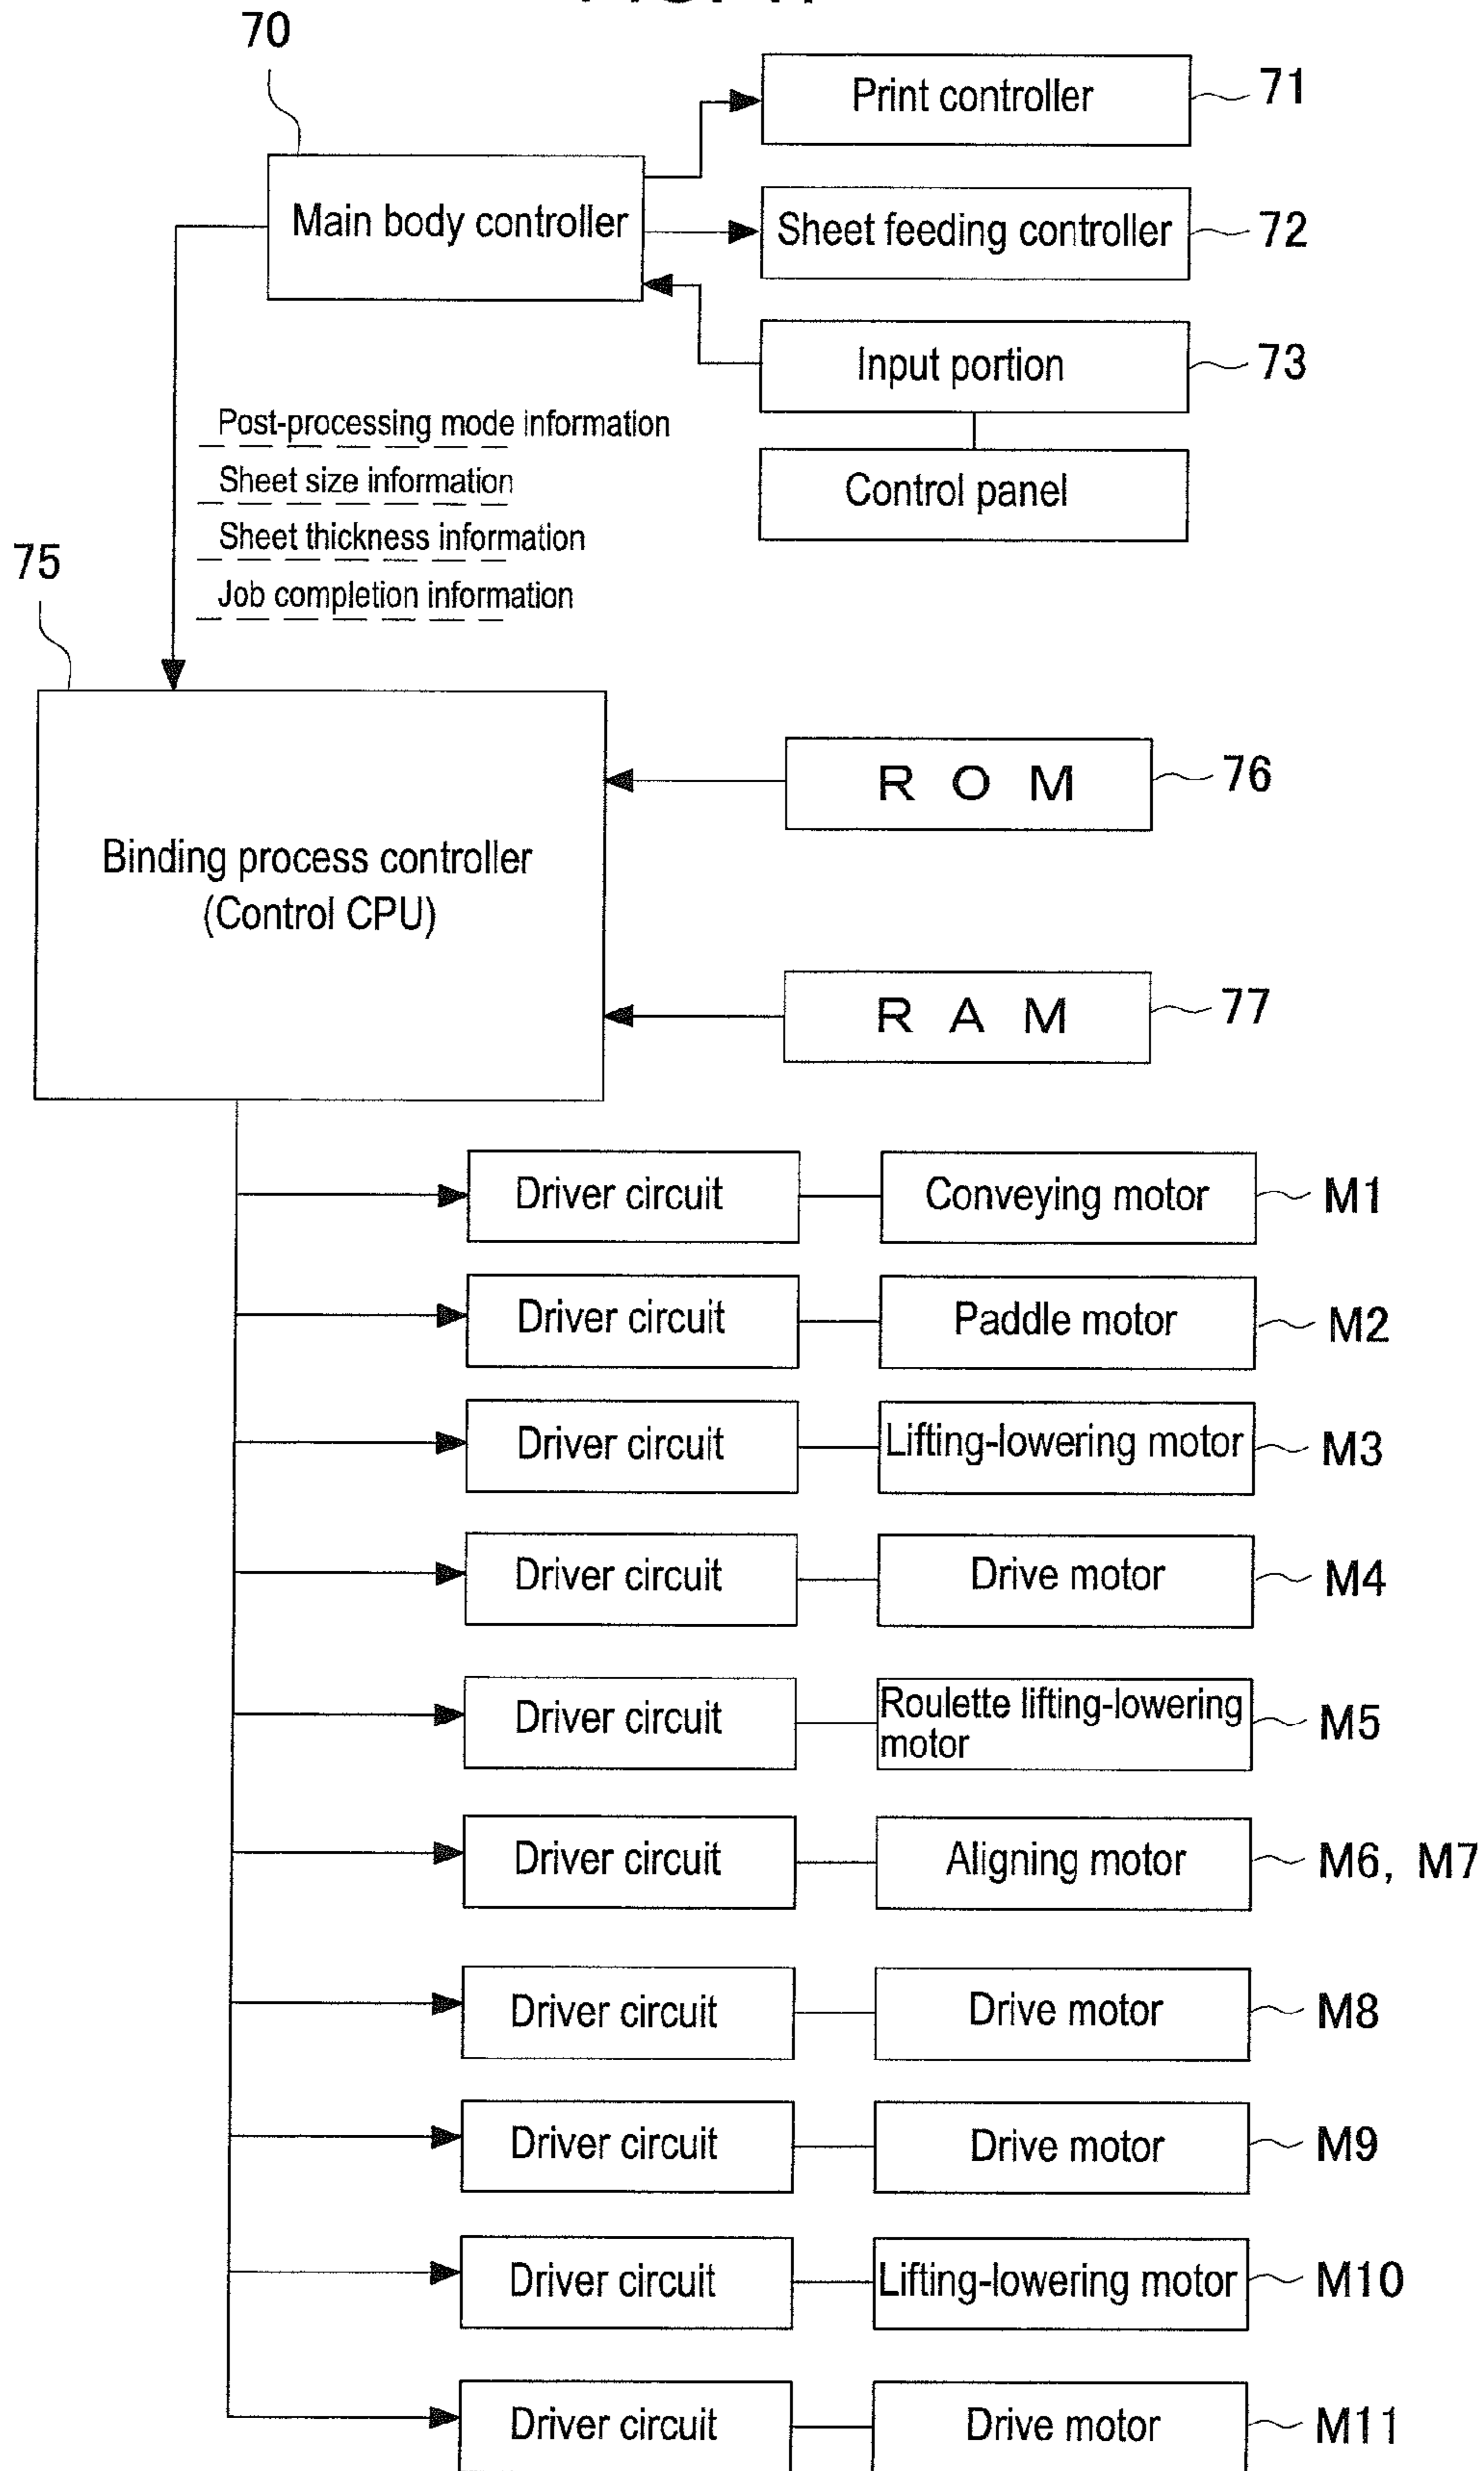 70
Print controller
71
Main body controller
Sheet feeding controller
72
Input portion
73
Control panel
Post-processing mode information
Sheet size information
Sheet thickness information
Job completion information
75
Binding process controller
(Control CPU)
R O M
76
R A M
77
Driver circuit
Conveying motor
M1
Driver circuit
Paddle motor
M2
Driver circuit
Lifting-lowering motor
M3
Driver circuit
Drive motor
M4
Driver circuit
Roulette lifting-lowering
motor
M5
Driver circuit
Aligning motor
M6, M7
Driver circuit
Drive motor
M8
Driver circuit
Drive motor
M9
Driver circuit
Lifting-lowering motor
M10
Driver circuit
Drive motor
M11